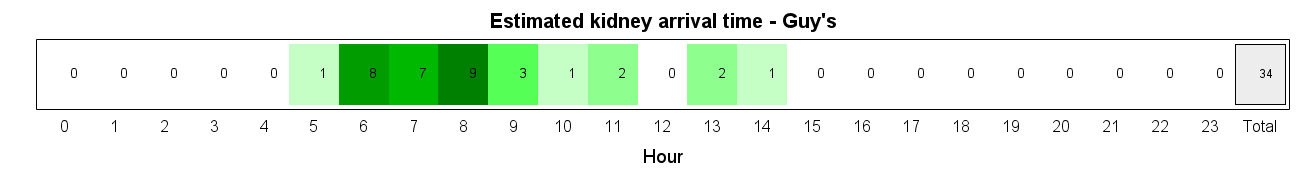 Estimated kidney arrival time - Guy's
0 0 0 0 0 1 8 7 9 3 1 2 0 2 1 0 0 0 0 0 0 0 0 0 34
0 1 2 3 4 5 6 7 8 9 10 11 12 13 14 15 16 17 18 19 20 21 22 23 Total
Hour